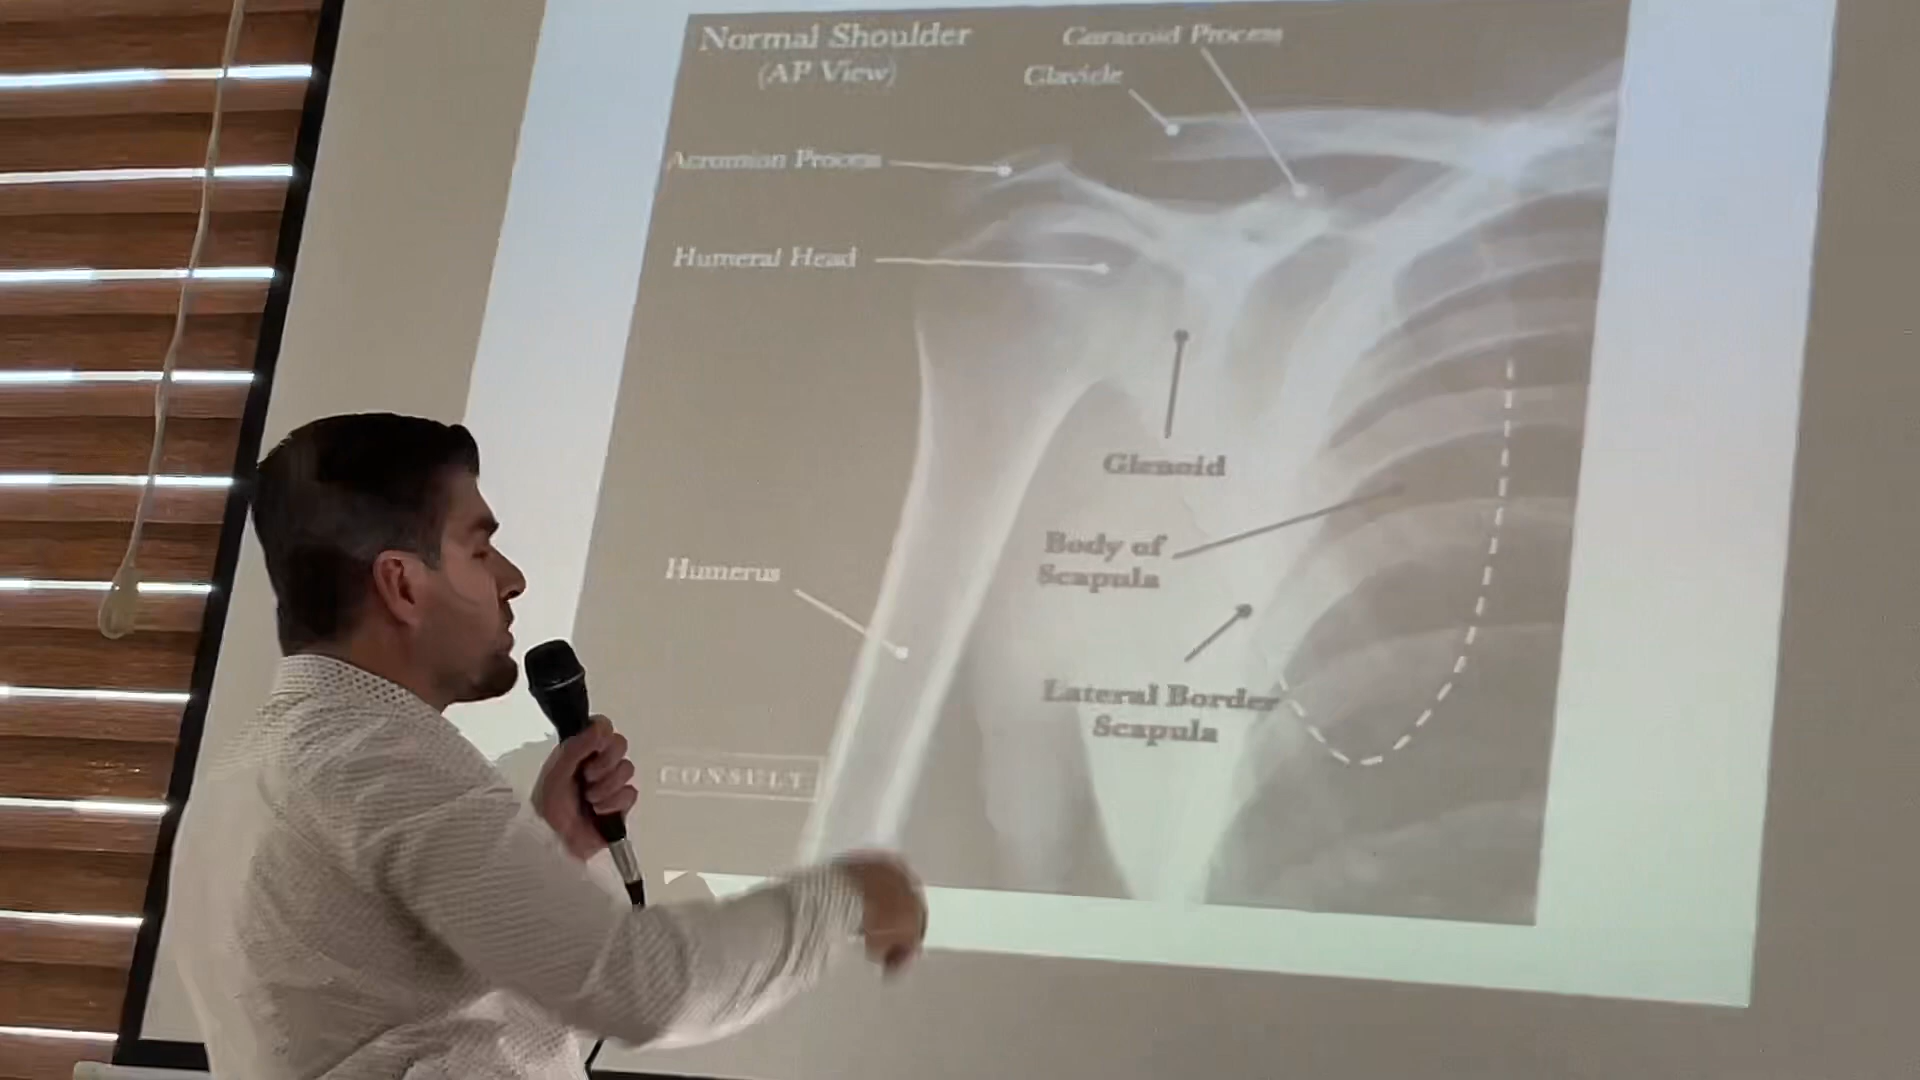 Normal Shoulder
(AP View)
Coracoid Process
Clavicle
Acromion Process
Humeral Head
Glenoid
Body of
Scapula
Humerus
Lateral Border
Scapula
CONSULT